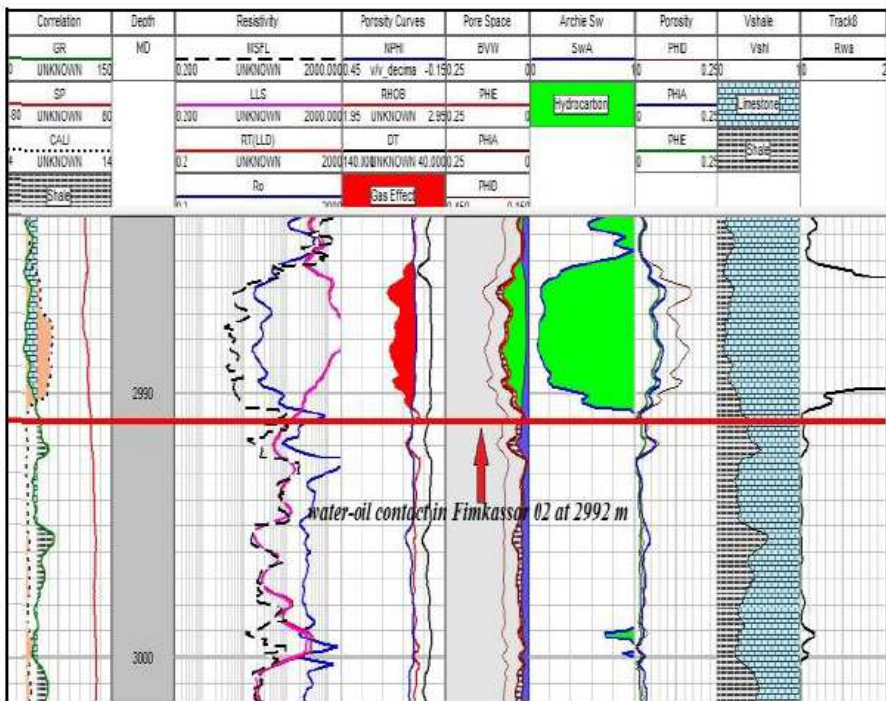 Correlation Depth Resistivity Porosity Curves Pore Space Archie Sw Porosity Vshale Track8
GR MD MSFL NPHI BVW SwA PHID Vshl Rwa
0 UNKNOWN 150 0.200 UNKNOWN 2000.000 0.45 v/v_decima -0.15 0.25 0 0 1 0 0.25 0 1 0 2
SP LLS RHOB PHIE Hydrocarbon PHIA Limestone
-80 UNKNOWN 80 0.200 UNKNOWN 2000.000 1.95 UNKNOWN 2.95 0.25 0 0 0.25
CALI RT(LLD) DT PHIA PHIE Shale
4 UNKNOWN 14 0.2 2000 140.000 UNKNOWN 40.000 0.25 0 0 0.25
Shale Ro Gas Effect PHID
2990
water-oil contact in Fimkassar 02 at 2992 m
3000